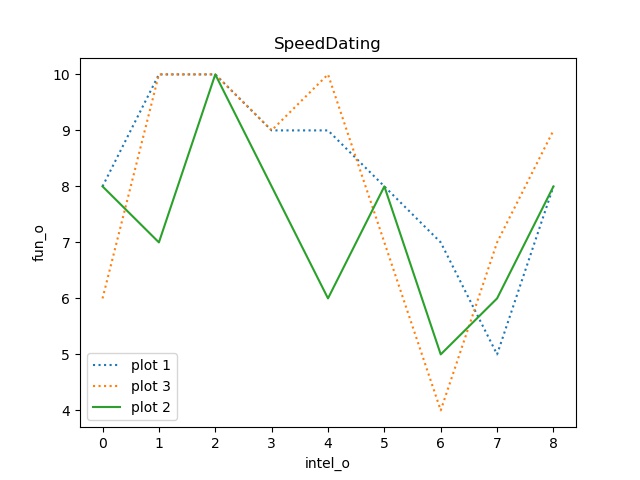 SpeedDating
fun_o
10
9
8
7
6
5
4
plot 1
plot 3
plot 2
0 1 2 3 4 5 6 7 8
intel_o